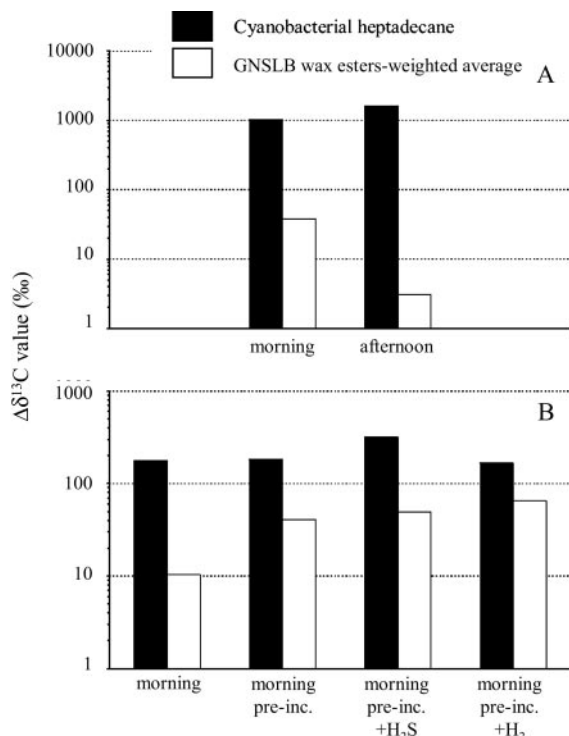 Cyanobacterial heptadecane
GNSLB wax esters-weighted average
A
10000
1000
100
10
1
morning afternoon
Δδ¹³C value (‰)
B
1000
100
10
1
morning morning morning morning
pre-inc. pre-inc. pre-inc.
+H₂S +H₂